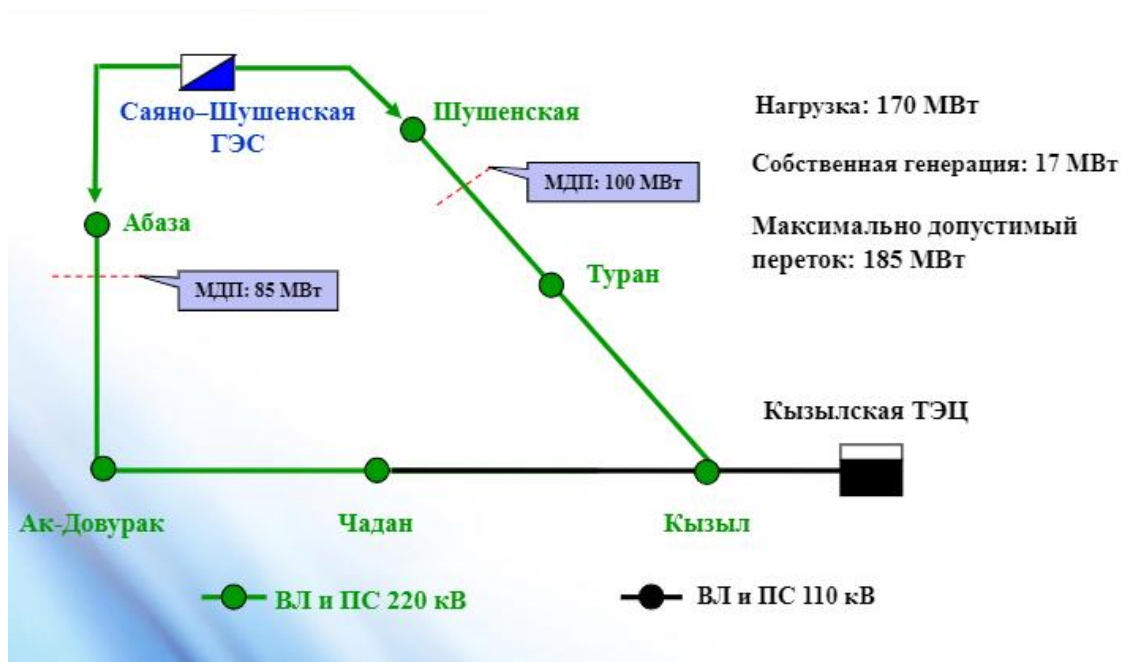 Саяно–Шушенская
ГЭС
Шушенская
Нагрузка: 170 МВт
МДП: 100 МВт
Собственная генерация: 17 МВт
Абаза
Максимально допустимый
переток: 185 МВт
Туран
МДП: 85 МВт
Кызылская ТЭЦ
Ак-Довурак
Чадан
Кызыл
ВЛ и ПС 220 кВ
ВЛ и ПС 110 кВ